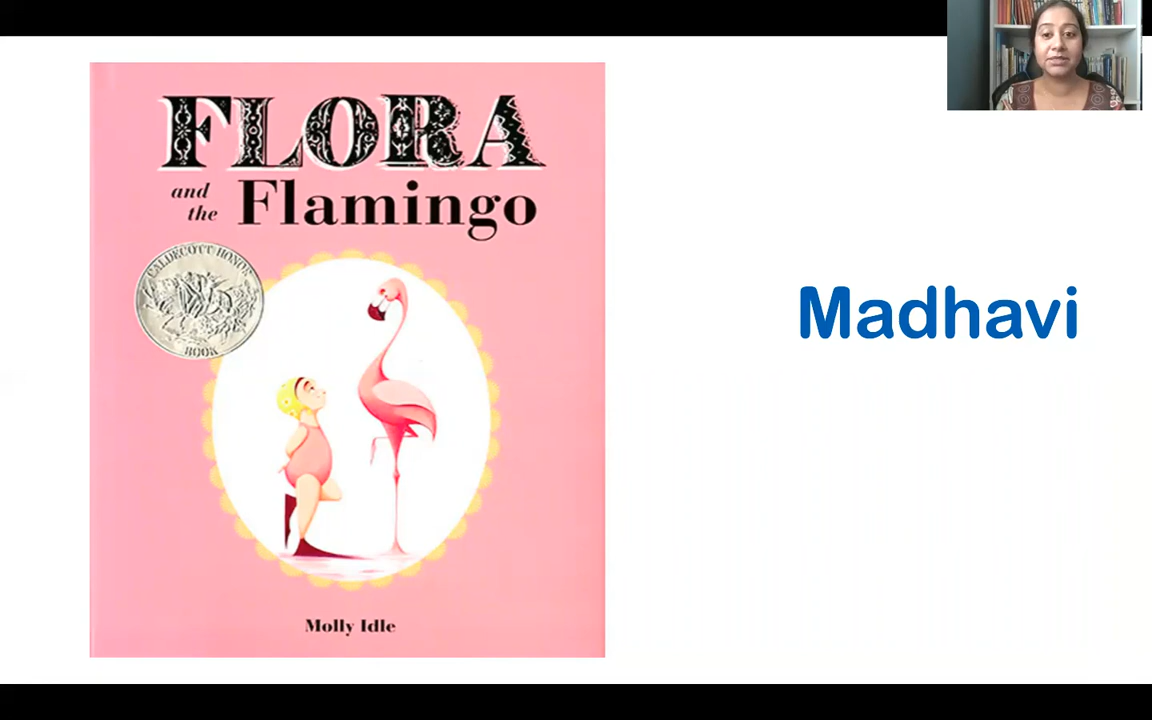 FLORA
and
the
Flamingo
CALDECOTT HONOR
BOOK
Molly Idle
Madhavi